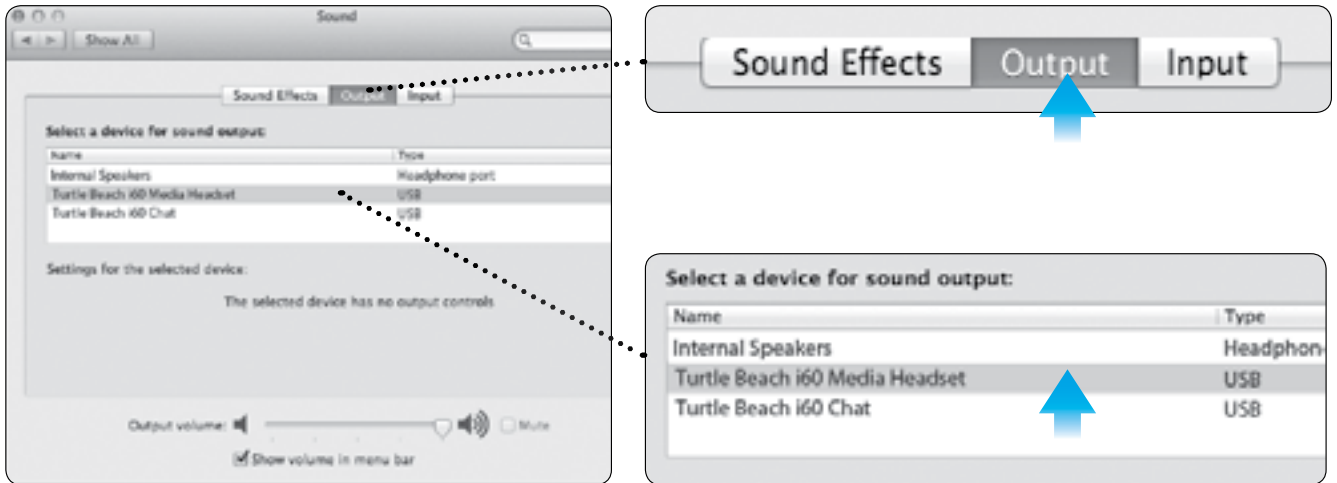 Sound
Show All
Sound Effects Output Input
Select a device for sound output:
Name Type
Internal Speakers Headphone port
Turtle Beach i60 Media Headset USB
Turtle Beach i60 Chat USB
Settings for the selected device:
The selected device has no output controls
Output volume: Mute
Show volume in menu bar
Sound Effects Output Input
Select a device for sound output:
Name Type
Internal Speakers Headphon
Turtle Beach i60 Media Headset USB
Turtle Beach i60 Chat USB